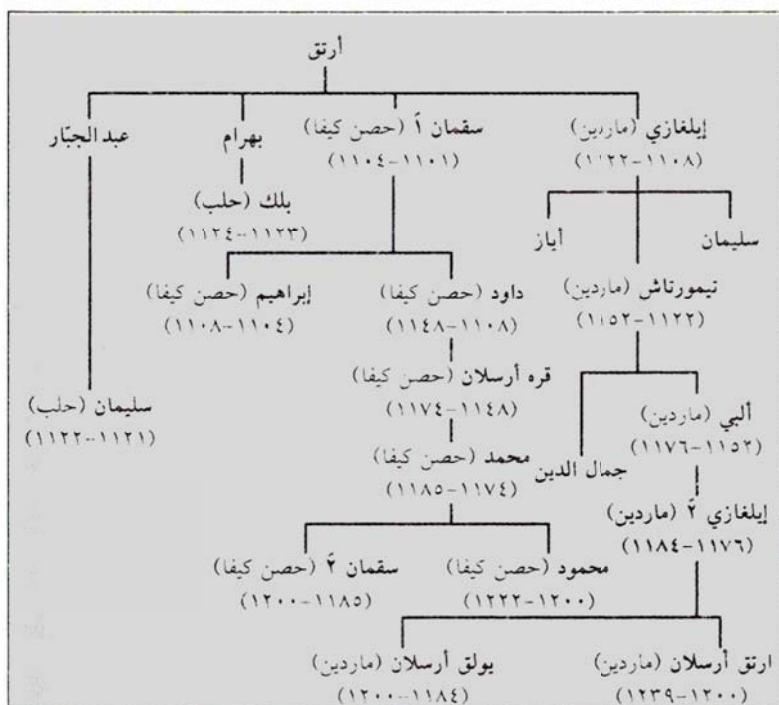 أرتق
إيلغازي (ماردين)
(١١٠٨-١١٢٢)
سقمان أً (حصن كيفا)
(١١٠١-١١٠٤)
بهرام
عبد الجبّار
بلك (حلب)
(١١٢٣-١١٢٤)
سليمان
أياز
تيمورتاش (ماردين)
(١١٢٢-١١٥٢)
داود (حصن كيفا)
(١١٠٨-١١٤٨)
إبراهيم (حصن كيفا)
(١١٠٤-١١٠٨)
قره أرسلان (حصن كيفا)
(١١٤٨-١١٧٤)
سليمان (حلب)
(١١٢١-١١٢٢)
ألبي (ماردين)
(١١٥٢-١١٧٦)
جمال الدين
محمد (حصن كيفا)
(١١٧٤-١١٨٥)
إيلغازي ٢ً (ماردين)
(١١٧٦-١١٨٤)
محمود (حصن كيفا)
(١٢٠٠-١٢٢٢)
سقمان ٢ً (حصن كيفا)
(١١٨٥-١٢٠٠)
ارتق أرسلان (ماردين)
(١٢٠٠-١٢٣٩)
يولق أرسلان (ماردين)
(١١٨٤-١٢٠٠)